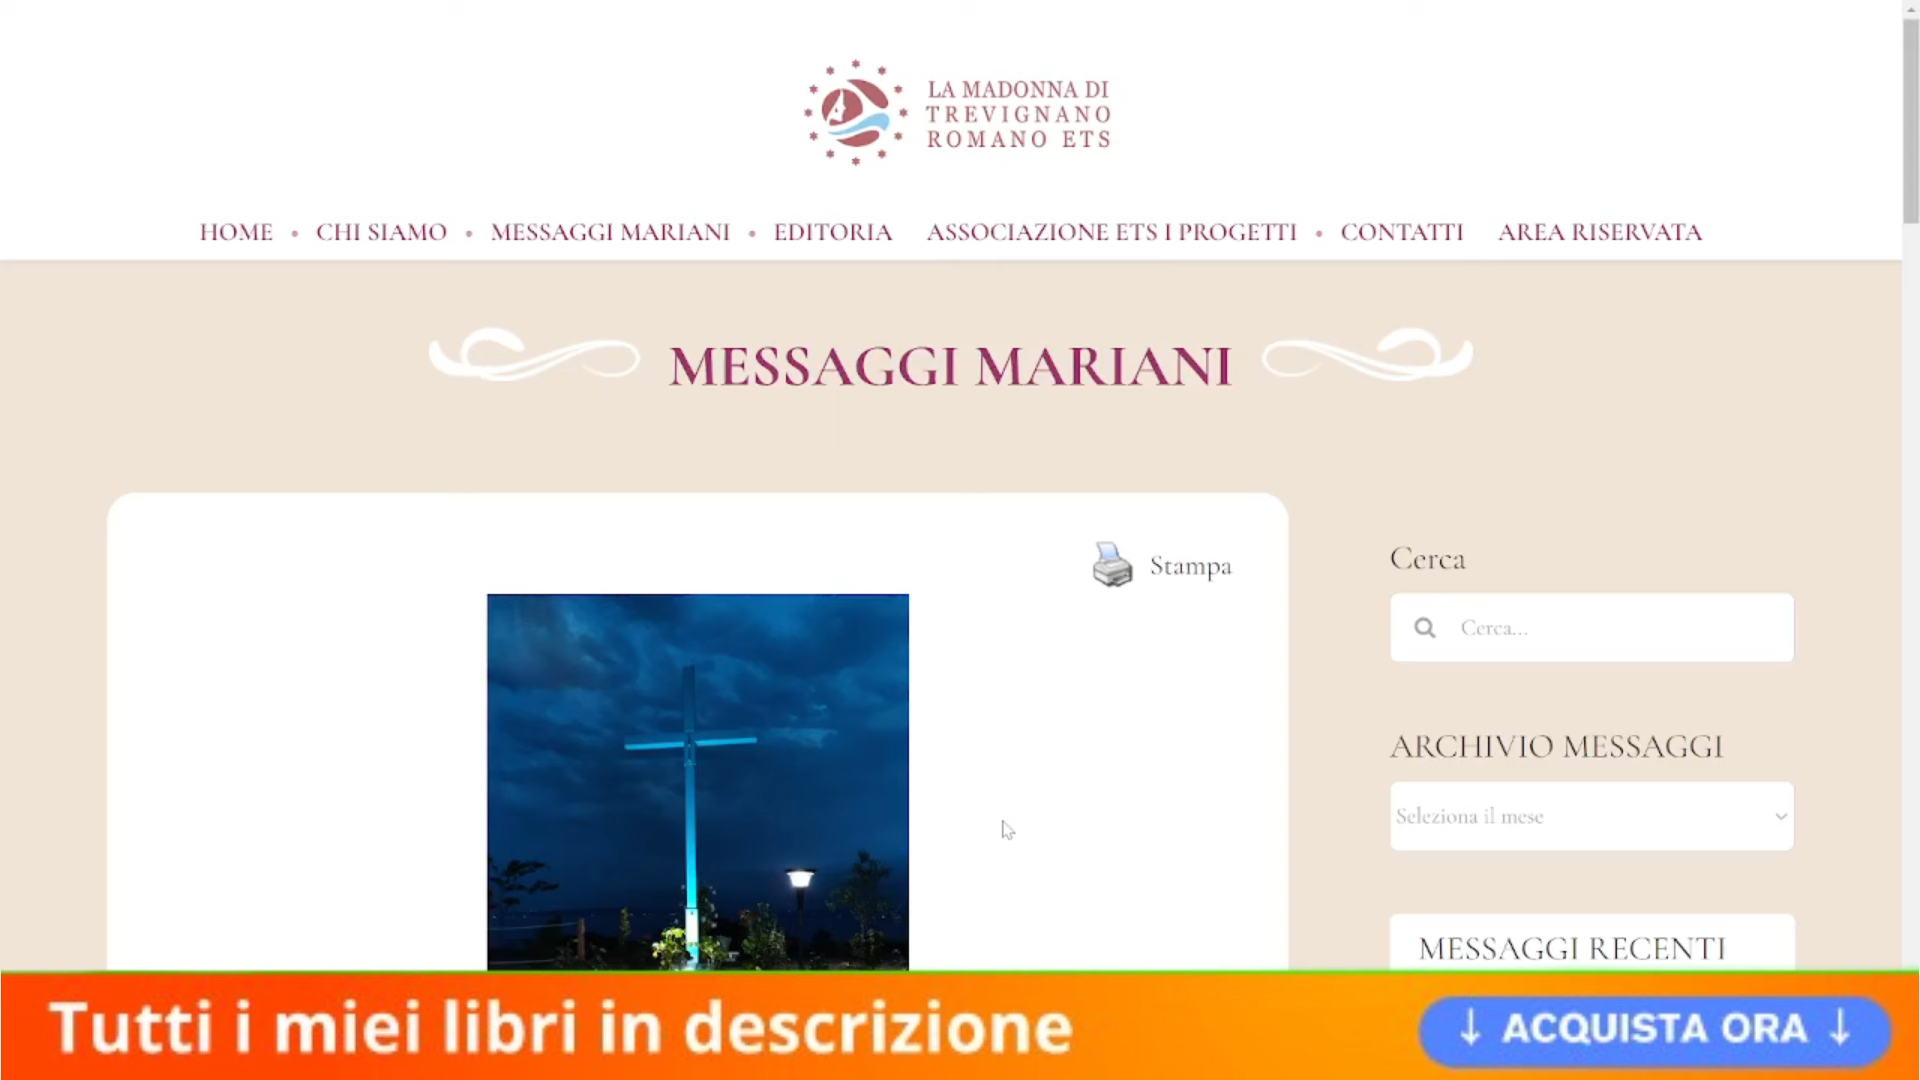 LA MADONNA DI
TREVIGNANO
ROMANO ETS
HOME • CHI SIAMO • MESSAGGI MARIANI • EDITORIA ASSOCIAZIONE ETS I PROGETTI • CONTATTI AREA RISERVATA
MESSAGGI MARIANI
Stampa
Cerca
Cerca...
ARCHIVIO MESSAGGI
Seleziona il mese
MESSAGGI RECENTI
Tutti i miei libri in descrizione
↓ ACQUISTA ORA ↓